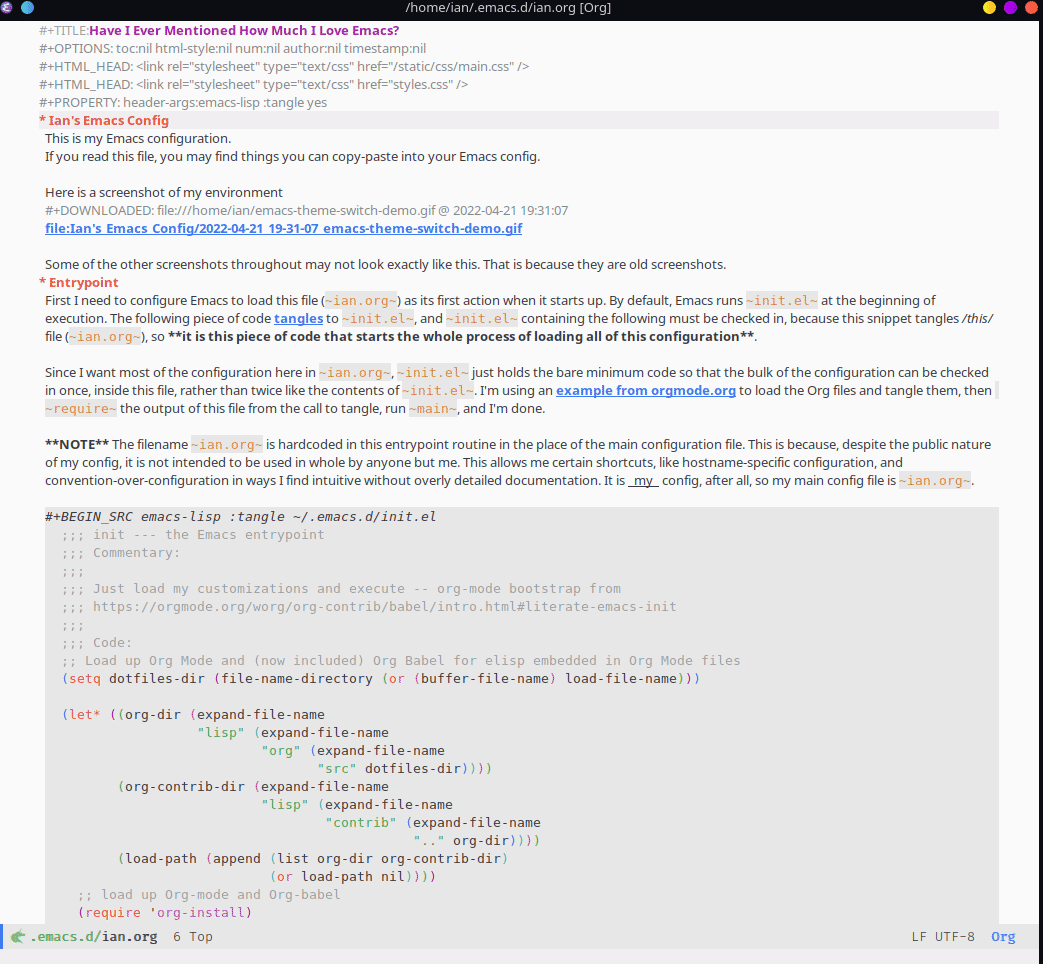 /home/ian/.emacs.d/ian.org [Org]
#+TITLE:Have I Ever Mentioned How Much I Love Emacs?
#+OPTIONS: toc:nil html-style:nil num:nil author:nil timestamp:nil
#+HTML_HEAD: <link rel="stylesheet" type="text/css" href="/static/css/main.css" />
#+HTML_HEAD: <link rel="stylesheet" type="text/css" href="styles.css" />
#+PROPERTY: header-args:emacs-lisp :tangle yes
* Ian's Emacs Config
This is my Emacs configuration.
If you read this file, you may find things you can copy-paste into your Emacs config.
Here is a screenshot of my environment
#+DOWNLOADED: file:///home/ian/emacs-theme-switch-demo.gif @ 2022-04-21 19:31:07
file:Ian's_Emacs_Config/2022-04-21_19-31-07_emacs-theme-switch-demo.gif
Some of the other screenshots throughout may not look exactly like this. That is because they are old screenshots.
* Entrypoint
First I need to configure Emacs to load this file (~ian.org~) as its first action when it starts up. By default, Emacs runs ~init.el~ at the beginning of
execution. The following piece of code tangles to ~init.el~, and ~init.el~ containing the following must be checked in, because this snippet tangles /this/
file (~ian.org~), so **it is this piece of code that starts the whole process of loading all of this configuration**.
Since I want most of the configuration here in ~ian.org~, ~init.el~ just holds the bare minimum code so that the bulk of the configuration can be checked
in once, inside this file, rather than twice like the contents of ~init.el~. I'm using an example from orgmode.org to load the Org files and tangle them, then
~require~ the output of this file from the call to tangle, run ~main~, and I'm done.
**NOTE** The filename ~ian.org~ is hardcoded in this entrypoint routine in the place of the main configuration file. This is because, despite the public nature
of my config, it is not intended to be used in whole by anyone but me. This allows me certain shortcuts, like hostname-specific configuration, and
convention-over-configuration in ways I find intuitive without overly detailed documentation. It is _my_ config, after all, so my main config file is ~ian.org~.
#+BEGIN_SRC emacs-lisp :tangle ~/.emacs.d/init.el
;;; init --- the Emacs entrypoint
;;; Commentary:
;;;
;;; Just load my customizations and execute -- org-mode bootstrap from
;;; https://orgmode.org/worg/org-contrib/babel/intro.html#literate-emacs-init
;;;
;;; Code:
;; Load up Org Mode and (now included) Org Babel for elisp embedded in Org Mode files
(setq dotfiles-dir (file-name-directory (or (buffer-file-name) load-file-name)))
(let* ((org-dir (expand-file-name
"lisp" (expand-file-name
"org" (expand-file-name
"src" dotfiles-dir))))
(org-contrib-dir (expand-file-name
"lisp" (expand-file-name
"contrib" (expand-file-name
".." org-dir))))
(load-path (append (list org-dir org-contrib-dir)
(or load-path nil))))
;; load up Org-mode and Org-babel
(require 'org-install)
.emacs.d/ian.org 6 Top LF UTF-8 Org